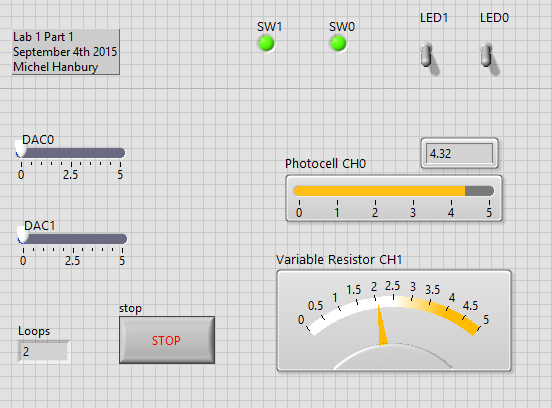 Lab 1 Part 1
September 4th 2015
Michel Hanbury
SW1
SW0
LED1
LED0
DAC0
0 2.5 5
4.32
Photocell CH0
0 1 2 3 4 5
DAC1
0 2.5 5
Variable Resistor CH1
0 0.5 1 1.5 2 2.5 3 3.5 4 4.5 5
stop
STOP
Loops
2